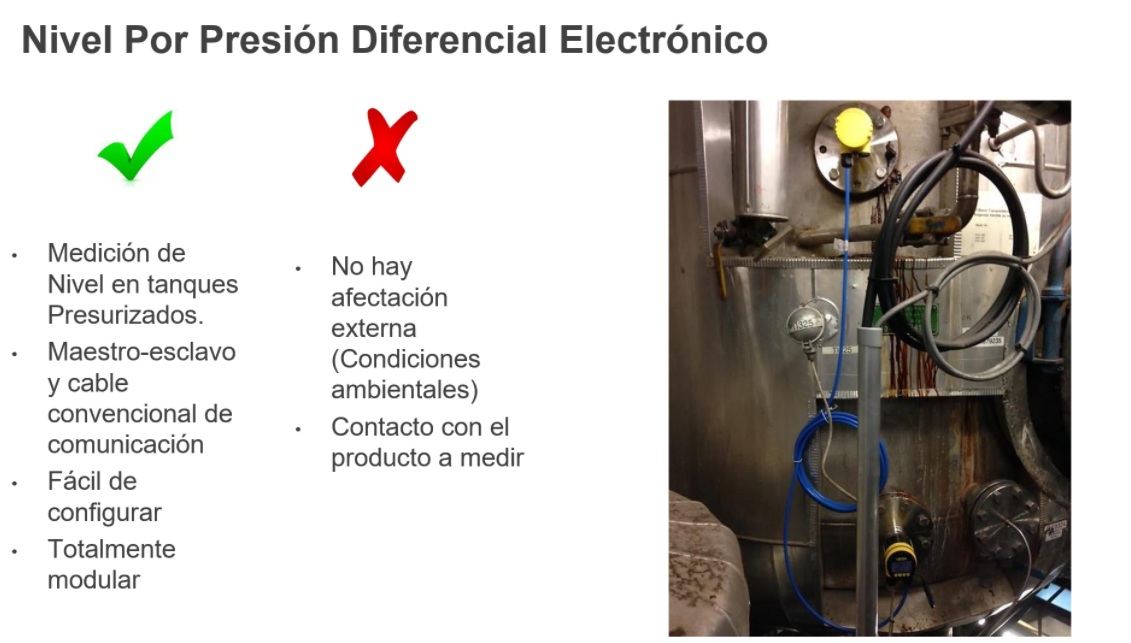 Nivel Por Presión Diferencial Electrónico
• Medición de
Nivel en tanques
Presurizados.
• Maestro-esclavo
y cable
convencional de
comunicación
• Fácil de
configurar
• Totalmente
modular
• No hay
afectación
externa
(Condiciones
ambientales)
• Contacto con el
producto a medir